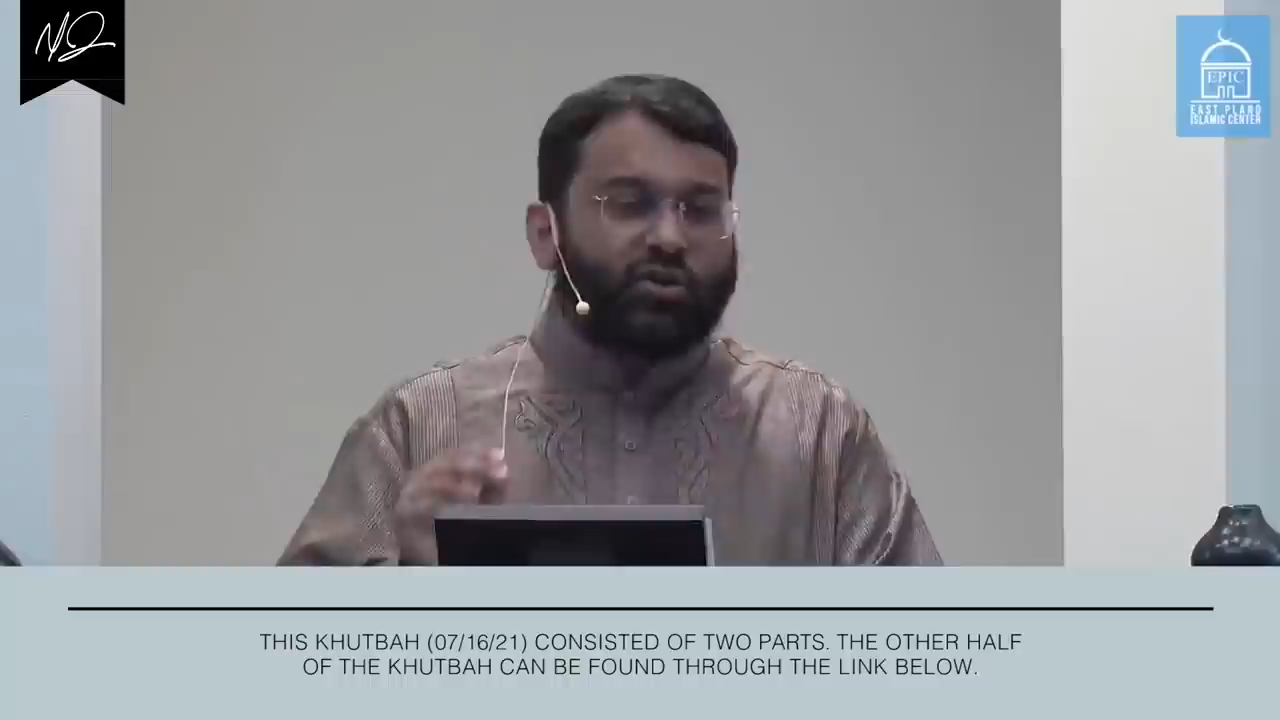 EPIC
EAST PLANO
ISLAMIC CENTER
THIS KHUTBAH (07/16/21) CONSISTED OF TWO PARTS. THE OTHER HALF
OF THE KHUTBAH CAN BE FOUND THROUGH THE LINK BELOW.